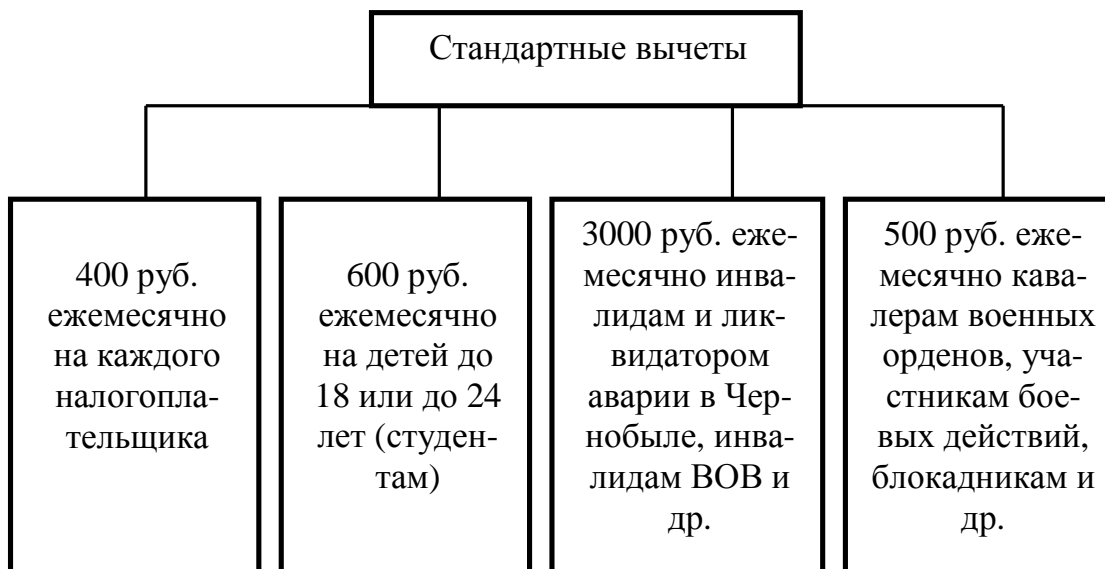 Стандартные вычеты
400 руб.
ежемесячно
на каждого
налогопла-
тельщика
600 руб.
ежемесячно
на детей до
18 или до 24
лет (студен-
там)
3000 руб. еже-
месячно инва-
лидам и лик-
видатором
аварии в Чер-
нобыле, инва-
лидам ВОВ и
др.
500 руб. еже-
месячно кава-
лерам военных
орденов, уча-
стникам бое-
вых действий,
блокадникам и
др.